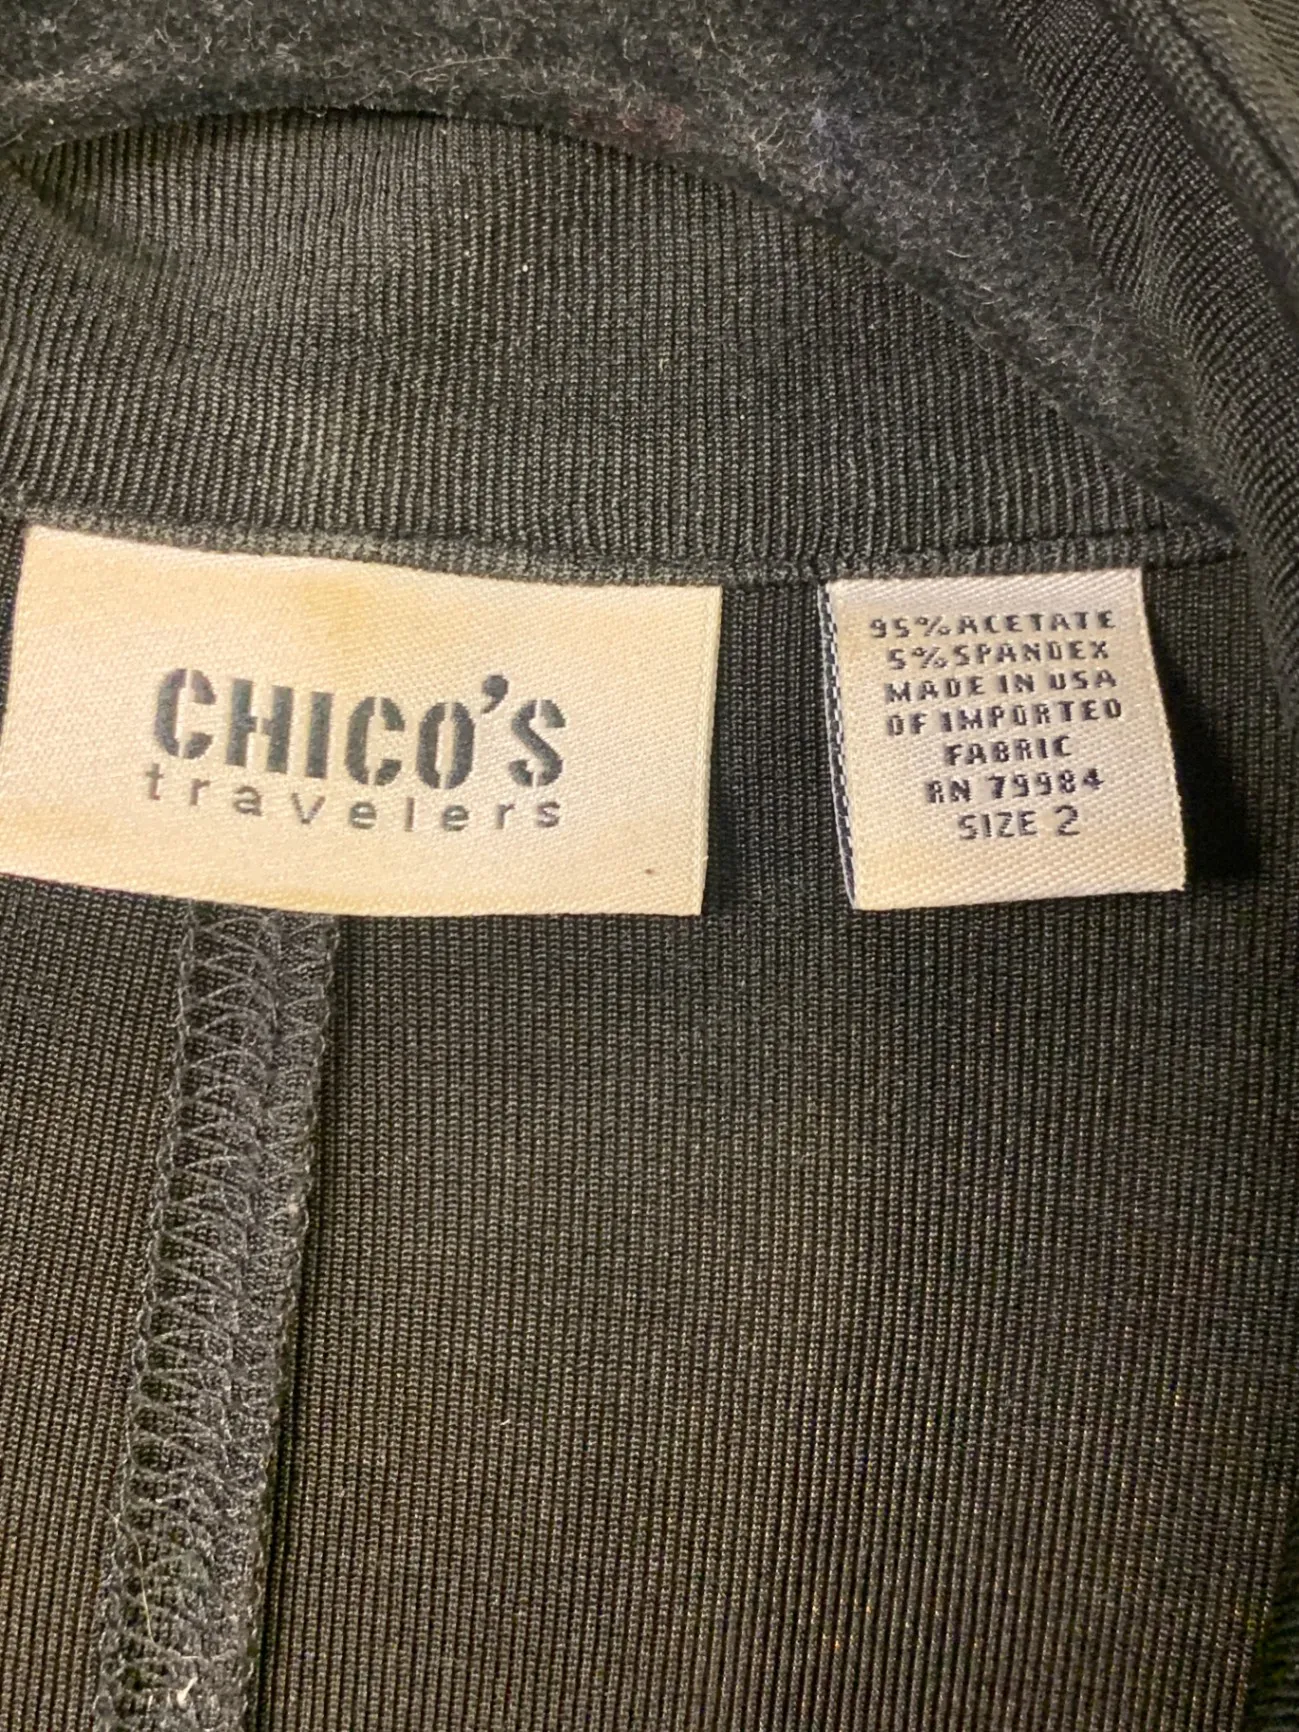 CHICO'S
travelers
95% ACETATE
5% SPANDEX
MADE IN USA
OF IMPORTED
FABRIC
RN 79984
SIZE 2